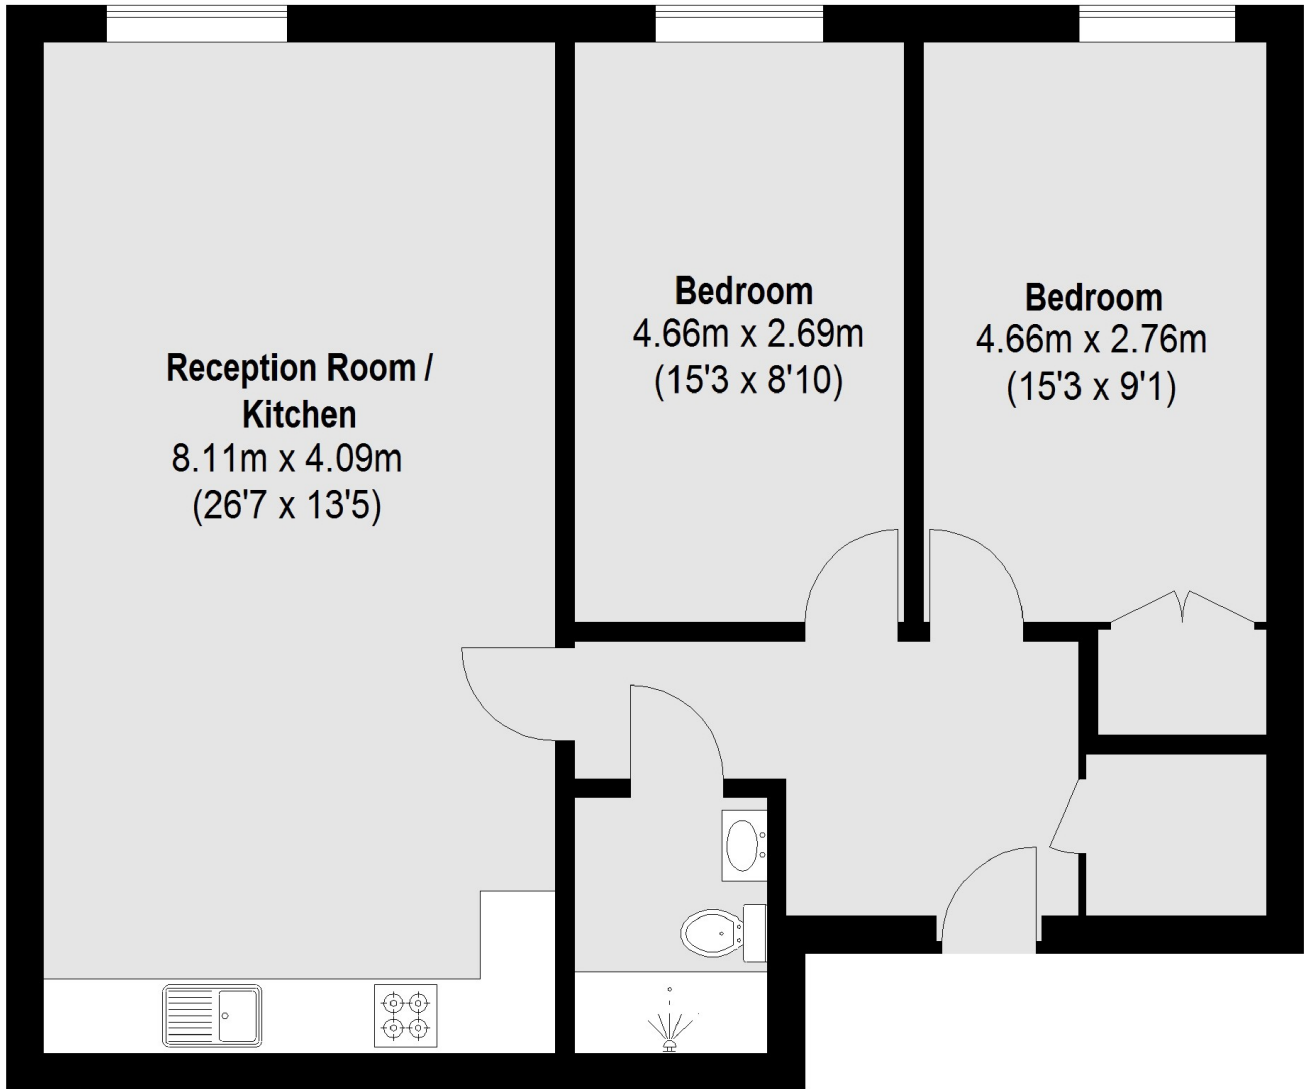 Reception Room /
Kitchen
8.11m x 4.09m
(26'7 x 13'5)
Bedroom
4.66m x 2.69m
(15'3 x 8'10)
Bedroom
4.66m x 2.76m
(15'3 x 9'1)